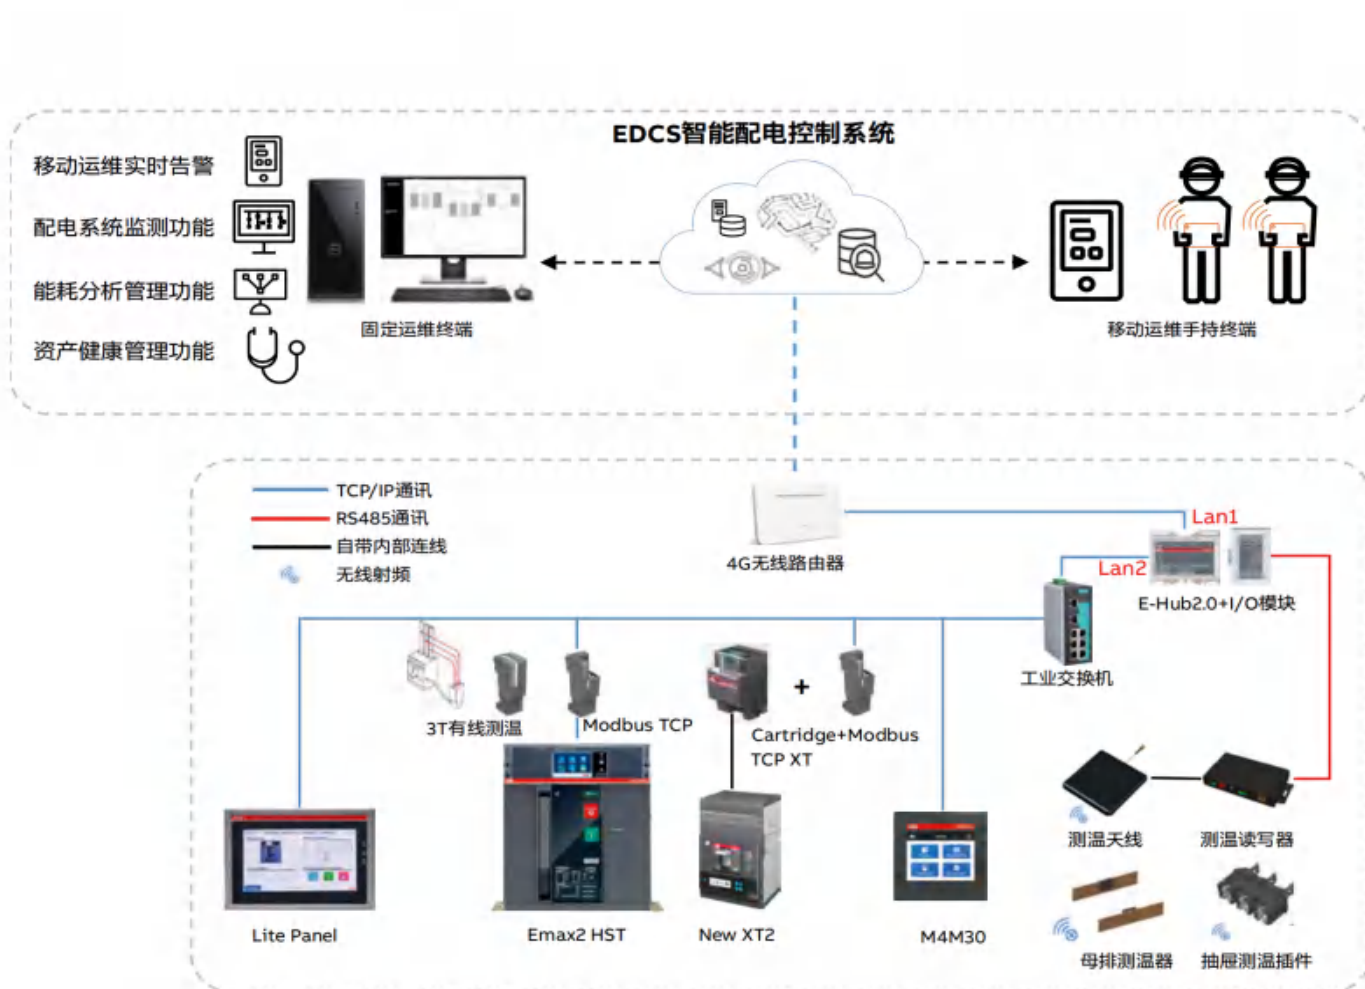 EDCS智能配电控制系统
移动运维实时告警
配电系统监测功能
能耗分析管理功能
资产健康管理功能
固定运维终端
移动运维手持终端
TCP/IP通讯
RS485通讯
自带内部连线
无线射频
4G无线路由器
Lan1
Lan2
E-Hub2.0+I/O模块
工业交换机
3T有线测温
Modbus TCP
+
Cartridge+Modbus
TCP XT
测温天线
测温读写器
Lite Panel
Emax2 HST
New XT2
M4M30
母排测温器
抽屉测温插件